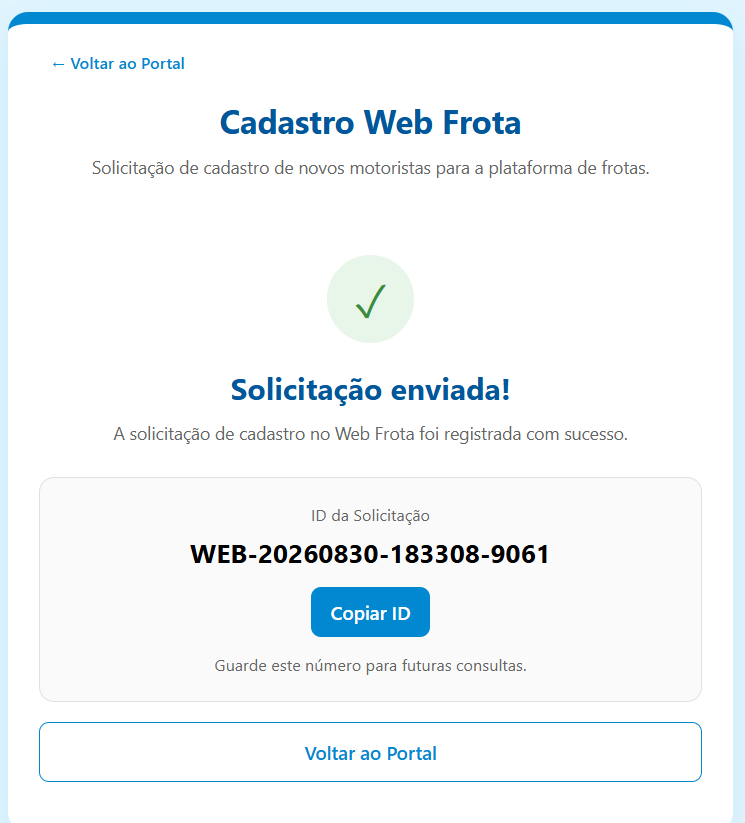 ← Voltar ao Portal
Cadastro Web Frota
Solicitação de cadastro de novos motoristas para a plataforma de frotas.
✓
Solicitação enviada!
A solicitação de cadastro no Web Frota foi registrada com sucesso.
ID da Solicitação
WEB-20260830-183308-9061
Copiar ID
Guarde este número para futuras consultas.
Voltar ao Portal